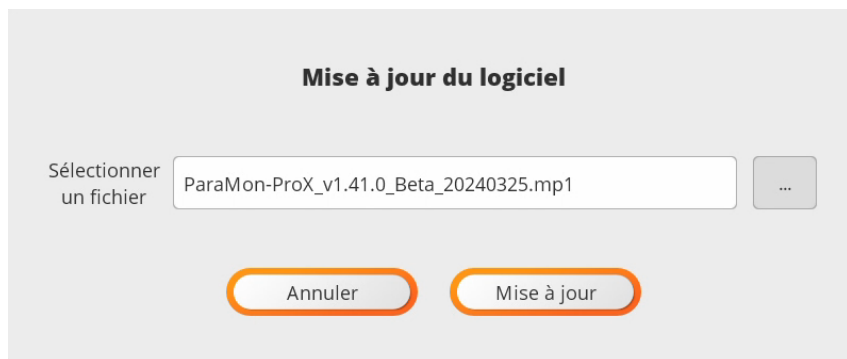 Mise à jour du logiciel
Sélectionner
un fichier
ParaMon-ProX_v1.41.0_Beta_20240325.mp1
...
Annuler
Mise à jour